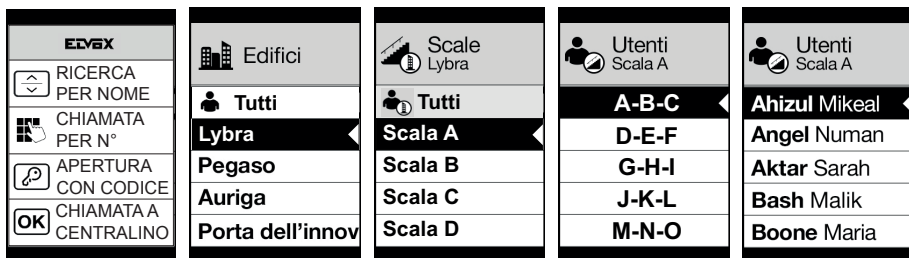 ELVOX
RICERCA
PER NOME
CHIAMATA
PER N°
APERTURA
CON CODICE
OK
CHIAMATA A
CENTRALINO
Edifici
Tutti
Lybra
Pegaso
Auriga
Porta dell'innov
Scale
Lybra
Tutti
Scala A
Scala B
Scala C
Scala D
Utenti
Scala A
A-B-C
D-E-F
G-H-I
J-K-L
M-N-O
Utenti
Scala A
Ahizul Mikeal
Angel Numan
Aktar Sarah
Bash Malik
Boone Maria